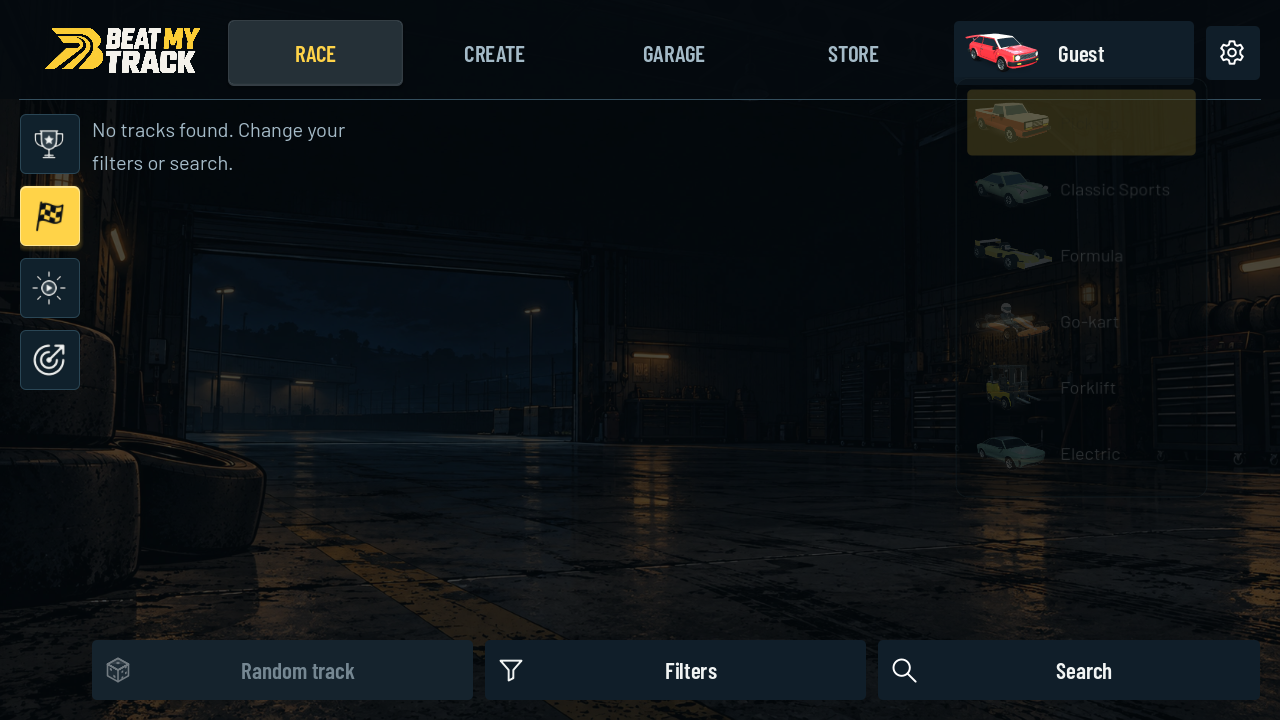 BEAT MY
TRACK
RACE
CREATE
GARAGE
STORE
Guest
No tracks found. Change your
filters or search.
Classic Sports
Formula
Go-kart
Forklift
Electric
Random track
Filters
Search